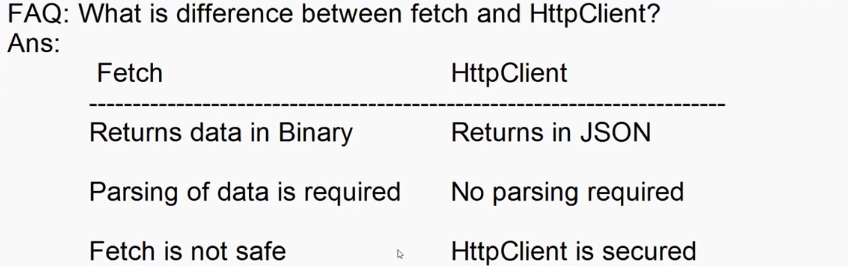 FAQ: What is difference between fetch and HttpClient?
Ans:
Fetch HttpClient
-------------------------------------------------------------------------
Returns data in Binary Returns in JSON
Parsing of data is required No parsing required
Fetch is not safe HttpClient is secured